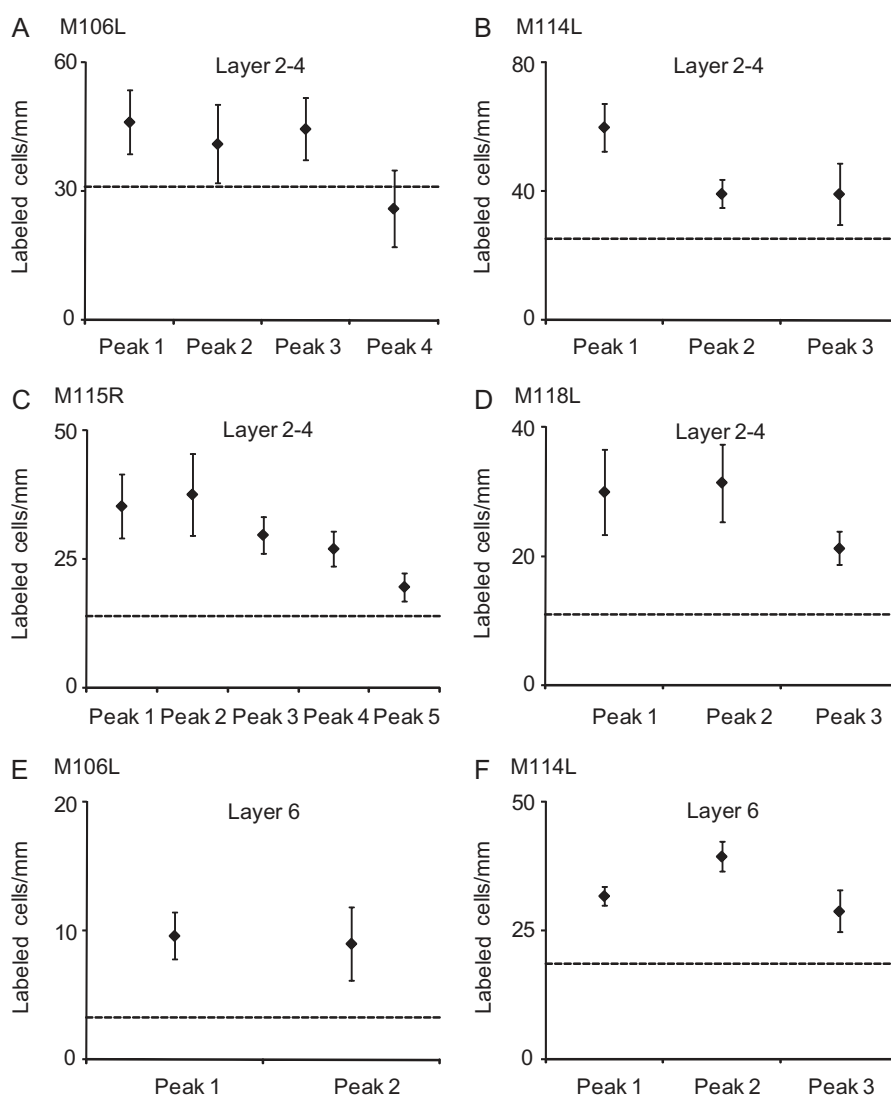 A M106L
Layer 2-4
Labeled cells/mm
60
30
0
Peak 1 Peak 2 Peak 3 Peak 4
B M114L
Layer 2-4
Labeled cells/mm
80
40
0
Peak 1 Peak 2 Peak 3
C M115R
Layer 2-4
Labeled cells/mm
50
25
0
Peak 1 Peak 2 Peak 3 Peak 4 Peak 5
D M118L
Layer 2-4
Labeled cells/mm
40
20
0
Peak 1 Peak 2 Peak 3
E M106L
Layer 6
Labeled cells/mm
20
10
0
Peak 1 Peak 2
F M114L
Layer 6
Labeled cells/mm
50
25
0
Peak 1 Peak 2 Peak 3